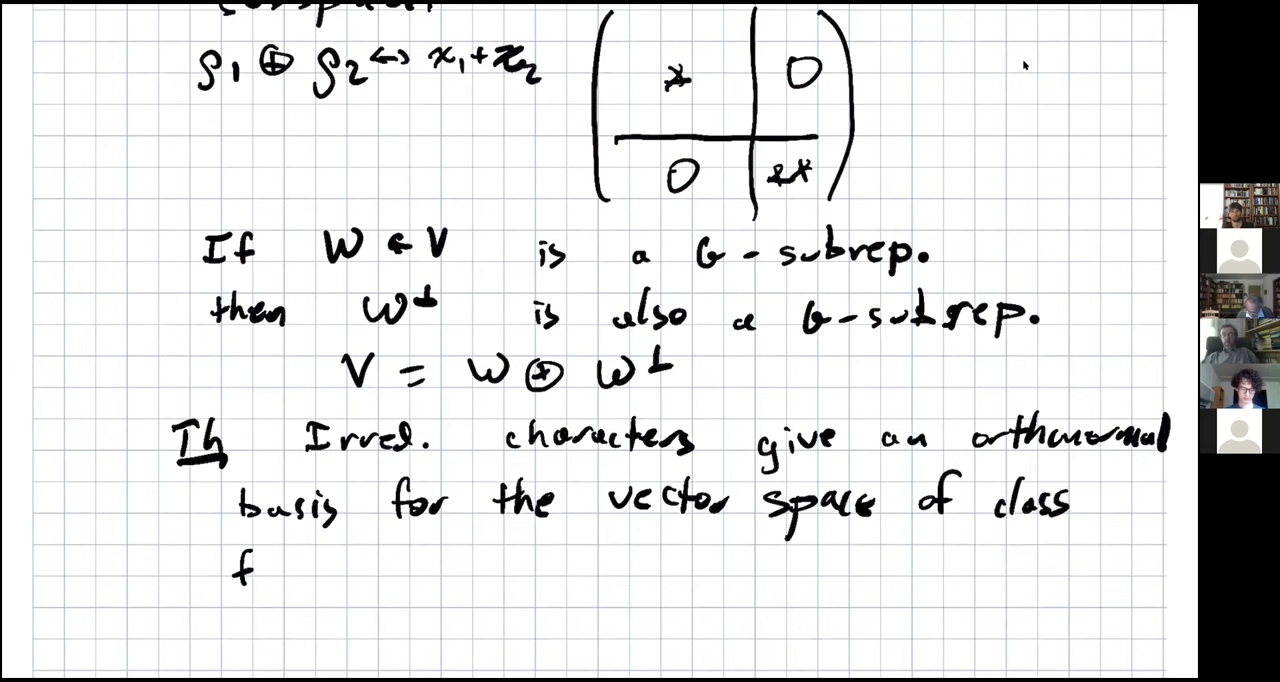 subspace.
ρ1 ⊕ ρ2 ↔ χ1 + χ2
( * 0
0 ** )
If W ⊂ V is a G-subrep.
then W⊥ is also a G-subrep.
V = W ⊕ W⊥
Th Irred. characters give an orthonormal
basis for the vector space of class
f